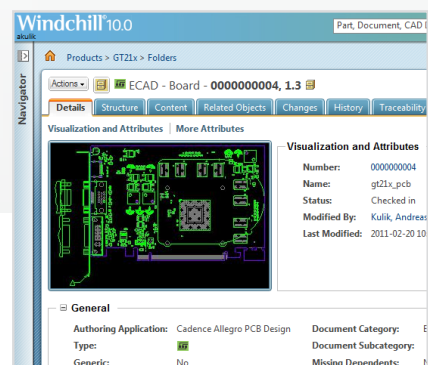 Windchill® 10.0
Part, Document, CAD
akulik
Navigator
Products > GT21x > Folders
Actions
ECAD - Board - 0000000004, 1.3
Details Structure Content Related Objects Changes History Traceability
Visualization and Attributes More Attributes
Visualization and Attributes
Number: 0000000004
Name: gt21x_pcb
Status: Checked in
Modified By: Kulik, Andreas
Last Modified: 2011-02-20 10
General
Authoring Application: Cadence Allegro PCB Design Document Category:
Type: Document Subcategory:
Generic: No Missing Dependents: